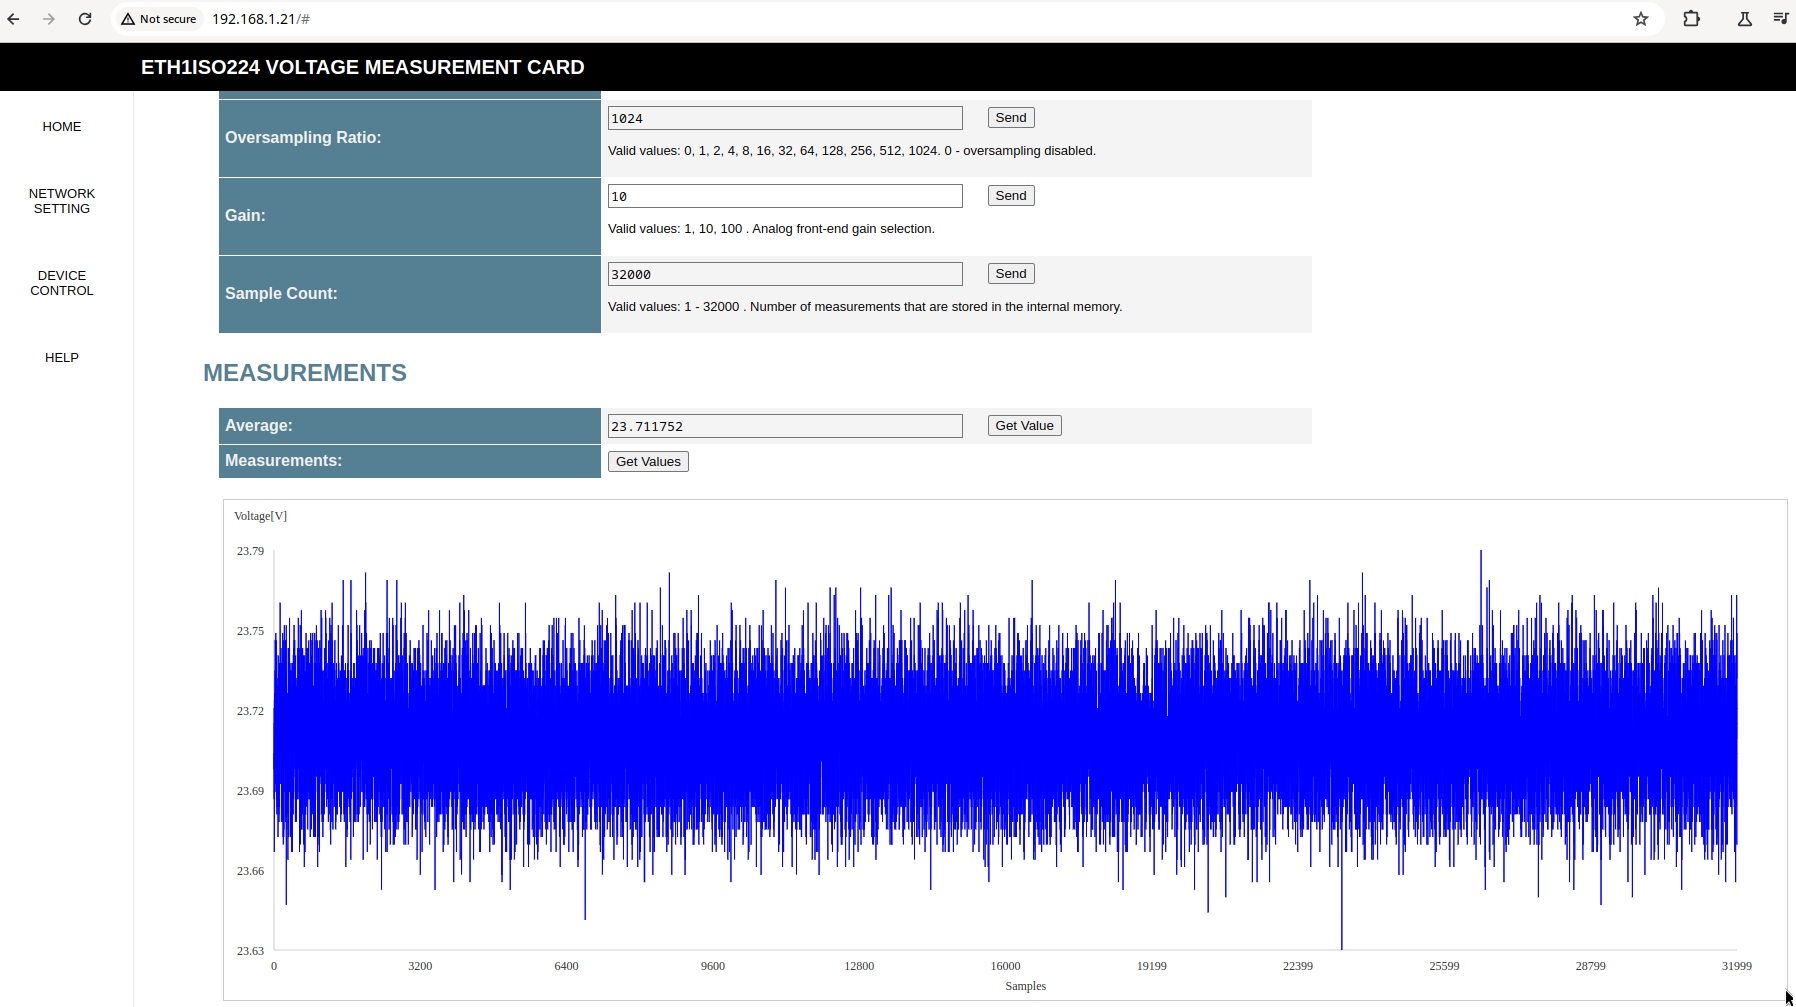 Not secure 192.168.1.21/#
ETH1ISO224 VOLTAGE MEASUREMENT CARD
HOME
NETWORK
SETTING
DEVICE
CONTROL
HELP
Oversampling Ratio:
1024 Send
Valid values: 0, 1, 2, 4, 8, 16, 32, 64, 128, 256, 512, 1024. 0 - oversampling disabled.
Gain:
10 Send
Valid values: 1, 10, 100 . Analog front-end gain selection.
Sample Count:
32000 Send
Valid values: 1 - 32000 . Number of measurements that are stored in the internal memory.
MEASUREMENTS
Average: 23.711752 Get Value
Measurements: Get Values
Voltage[V]
23.79
23.75
23.72
23.69
23.66
23.63
0 3200 6400 9600 12800 16000 19199 22399 25599 28799 31999
Samples